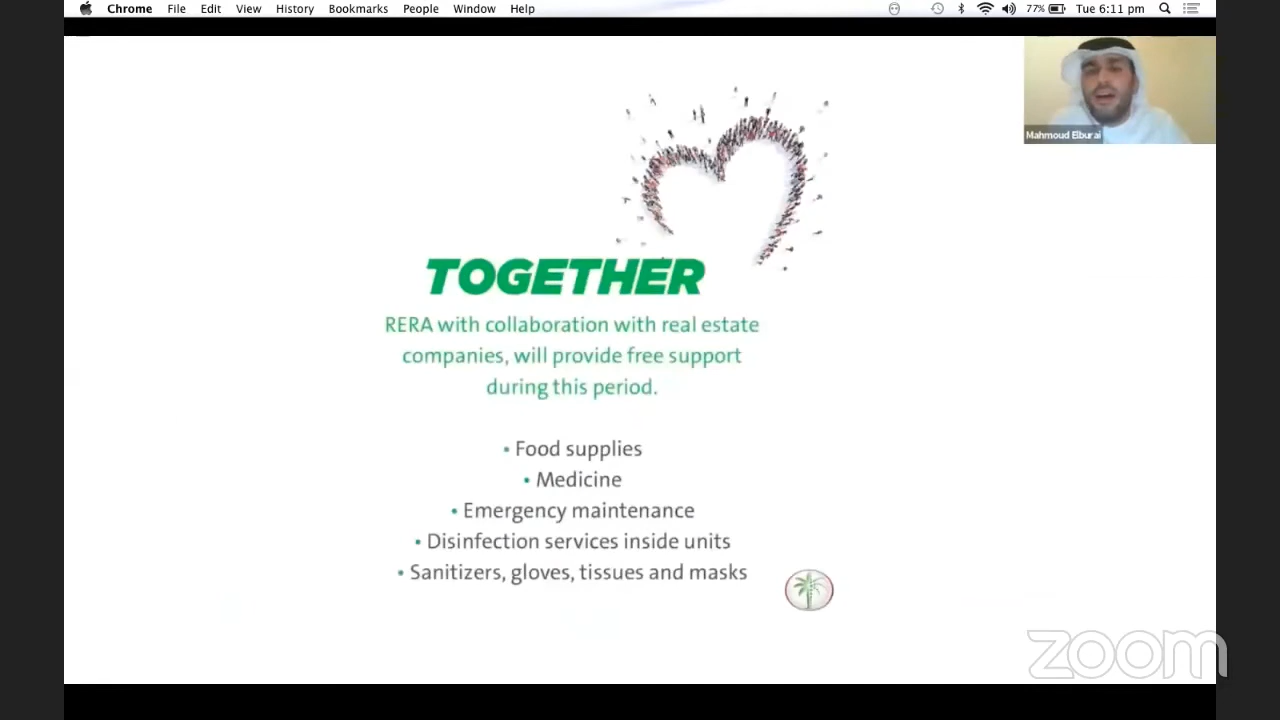 Chrome File Edit View History Bookmarks People Window Help 77% Tue 6:11 pm
Mahmoud Elburai
TOGETHER
RERA with collaboration with real estate
companies, will provide free support
during this period.
• Food supplies
• Medicine
• Emergency maintenance
• Disinfection services inside units
• Sanitizers, gloves, tissues and masks
zoom